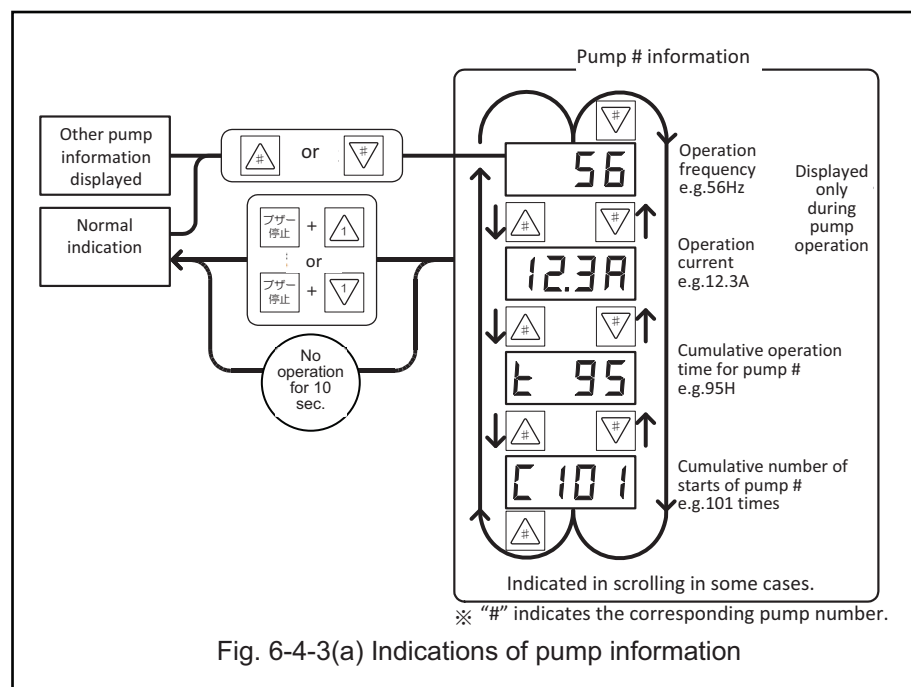 Pump # information
Other pump
information
displayed
# or #
#
56
Operation
frequency
e.g.56Hz
Displayed
only
during
pump
operation
Normal
indication
ブザー
停止 + 1
or
ブザー
停止 + 1
# #
12.3A
Operation
current
e.g.12.3A
# #
No
operation
for 10
sec.
t 95
Cumulative operation
time for pump #
e.g.95H
# #
C101
Cumulative number of
starts of pump #
e.g.101 times
#
Indicated in scrolling in some cases.
※ “#” indicates the corresponding pump number.
Fig. 6-4-3(a) Indications of pump information